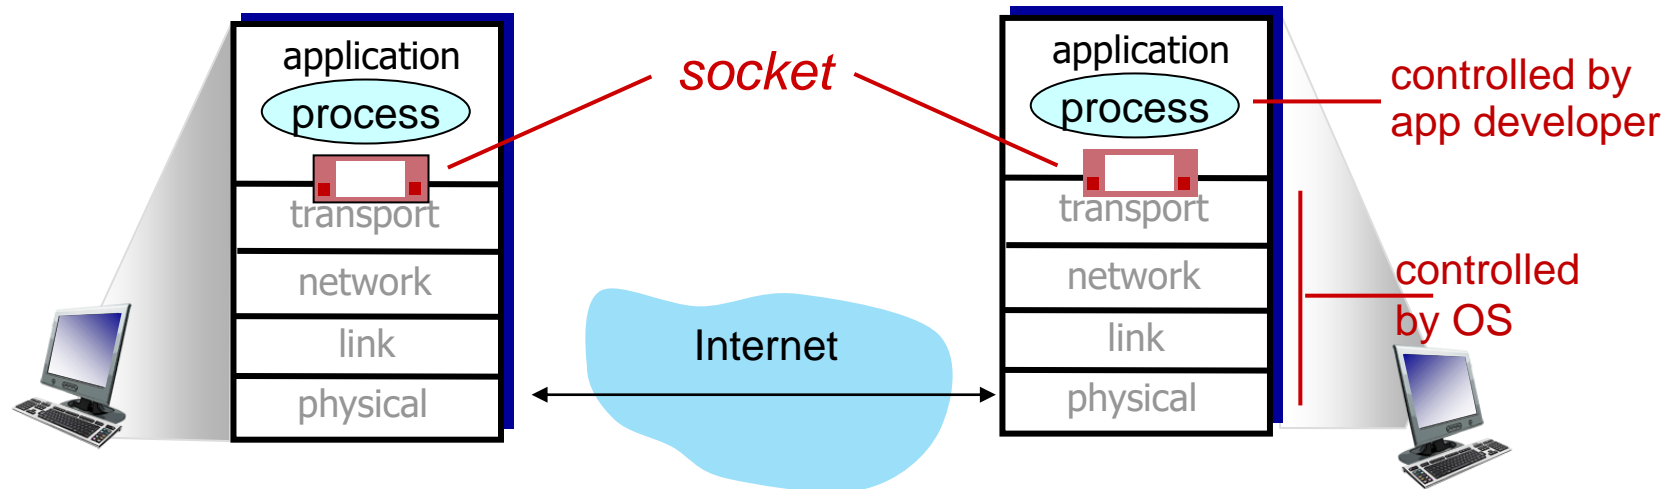 application
process
transport
network
link
physical
socket
Internet
application
process
transport
network
link
physical
controlled by
app developer
controlled
by OS